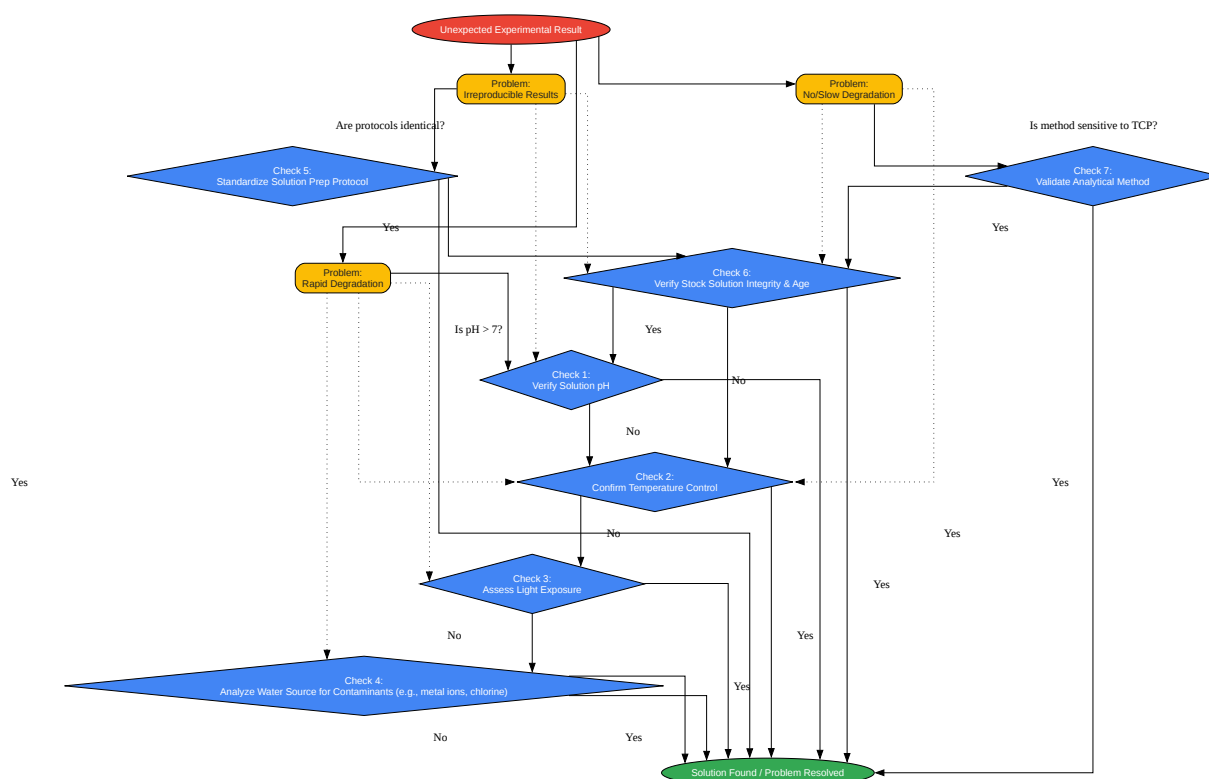 Unexpected Experimental Result
Problem:
Irreproducible Results
Problem:
No/Slow Degradation
Are protocols identical?
Is method sensitive to TCP?
Check 5:
Standardize Solution Prep Protocol
Check 7:
Validate Analytical Method
Yes
Yes
Problem:
Rapid Degradation
Check 6:
Verify Stock Solution Integrity & Age
Is pH > 7?
Yes
Check 1:
Verify Solution pH
No
No
Check 2:
Confirm Temperature Control
Yes
Yes
No
Yes
Check 3:
Assess Light Exposure
Yes
No
Yes
Check 4:
Analyze Water Source for Contaminants (e.g., metal ions, chlorine)
Yes
No
Yes
Solution Found / Problem Resolved